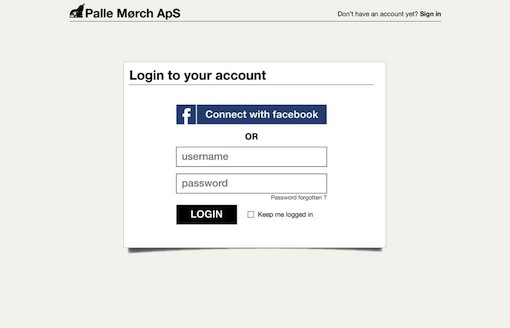 Palle Mørch ApS
Don't have an account yet? Sign in
Login to your account
f Connect with facebook
OR
username
password
Password forgotten ?
LOGIN
Keep me logged in